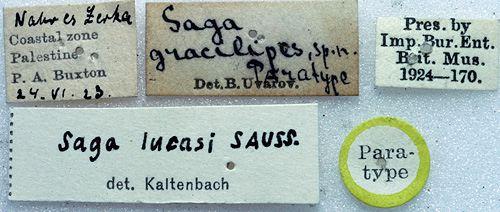 Nahr es Zerka
Coastal zone
Palestine
P. A. Buxton
24.VI.23.
Saga
gracilipes, sp.n.
Paratype
Det. B. Uvarov.
Pres. by
Imp. Bur. Ent.
Brit. Mus.
1924—170.
Saga lucasi SAUSS.
det. Kaltenbach
Para-
type